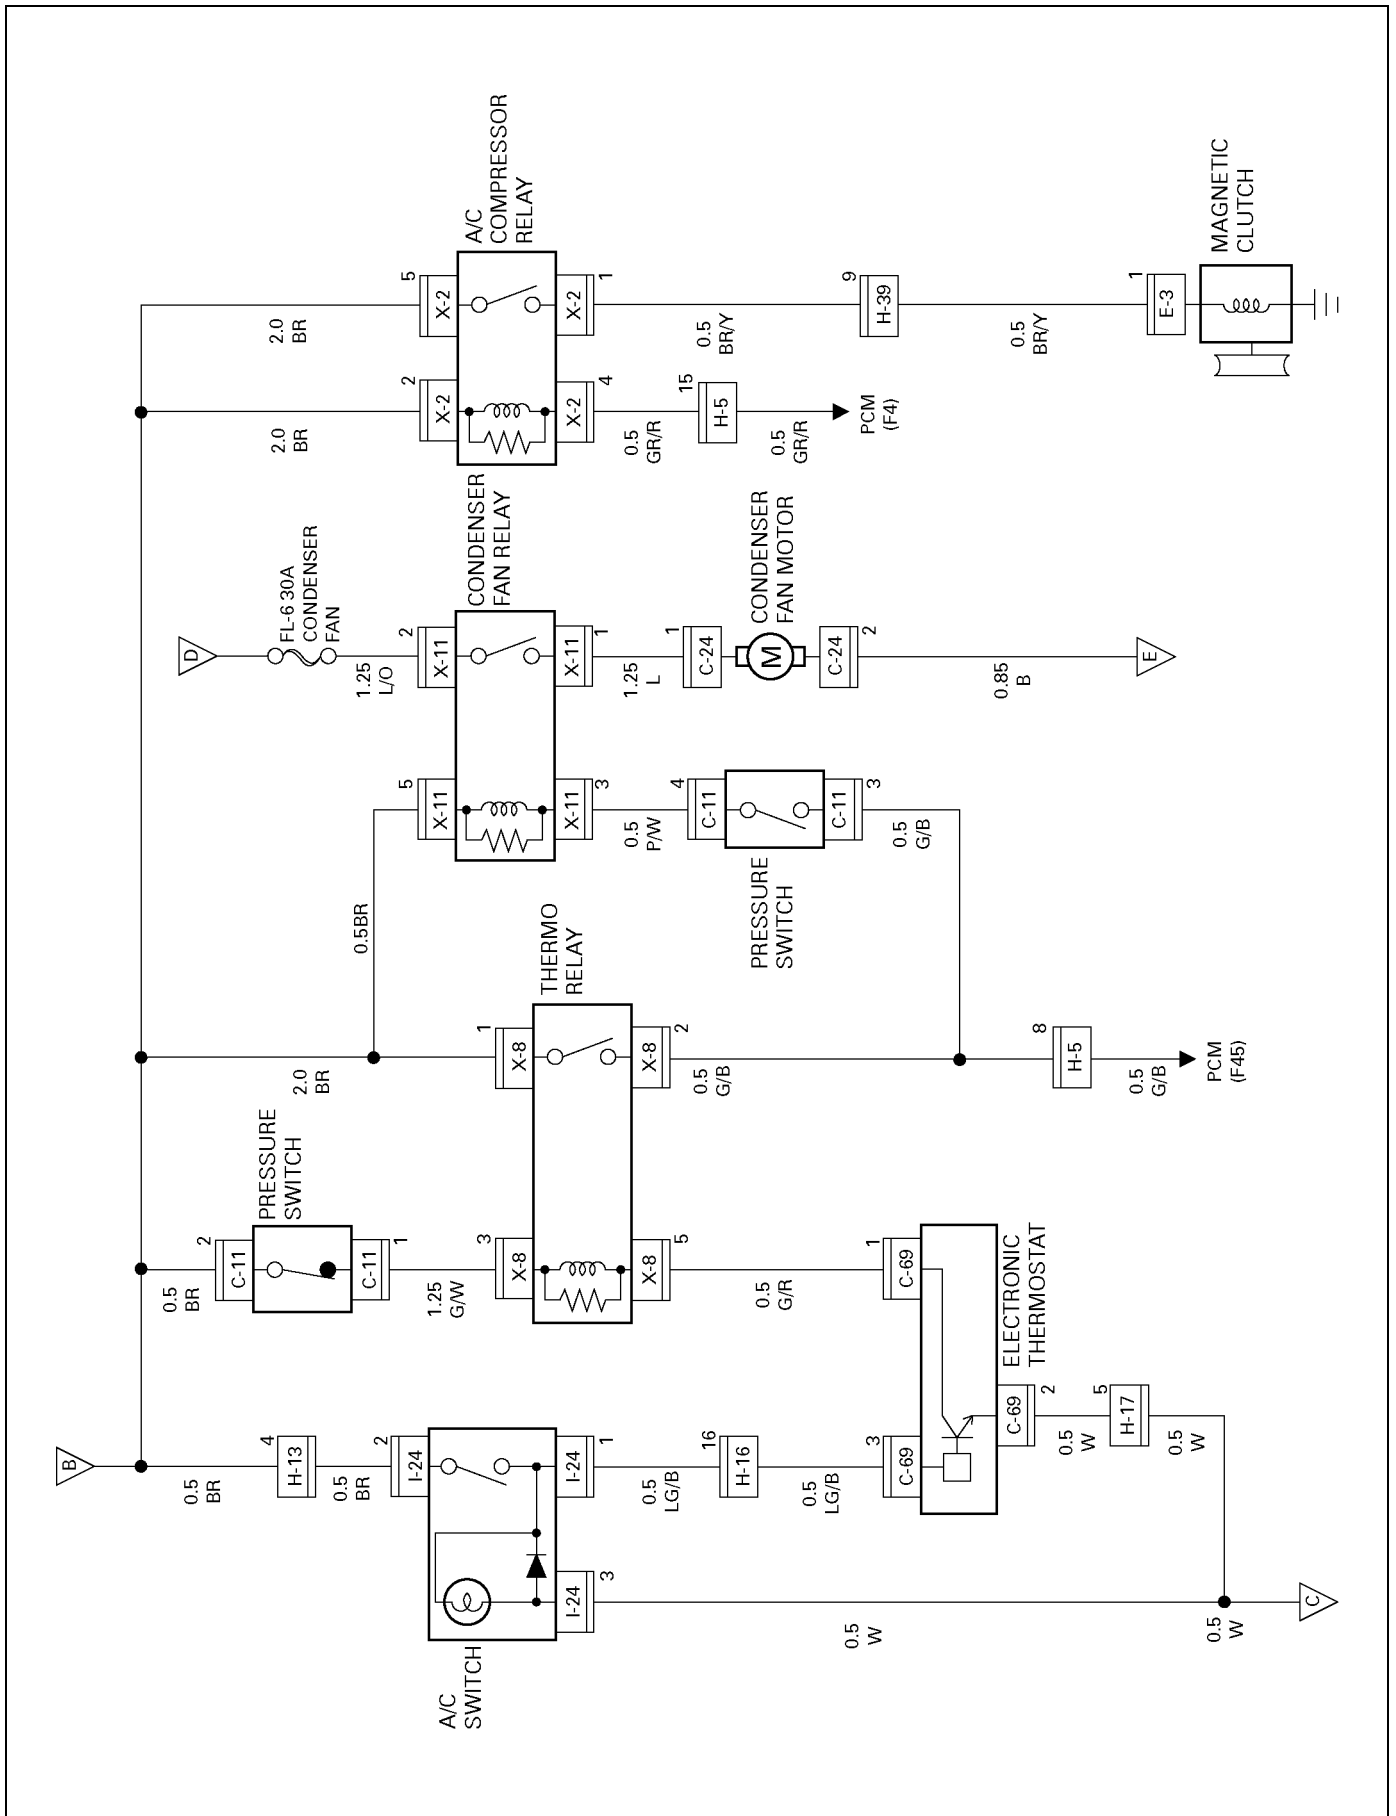 B
0.5
BR
4
H-13
0.5
BR
2
I-24
A/C
SWITCH
I-24
3
I-24
1
0.5
LG/B
16
H-16
0.5
LG/B
3
C-69
0.5
W
0.5
W
C
0.5
BR
2
C-11
PRESSURE
SWITCH
C-11
1
1.25
G/W
3
X-8
X-8
5
0.5
G/R
1
C-69
ELECTRONIC
THERMOSTAT
C-69
2
0.5
W
5
H-17
0.5
W
2.0
BR
1
X-8
THERMO
RELAY
X-8
2
0.5
G/B
8
H-5
0.5
G/B
PCM
(F45)
0.5BR
5
X-11
X-11
3
0.5
P/W
4
C-11
PRESSURE
SWITCH
C-11
3
0.5
G/B
D
FL-6 30A
CONDENSER
FAN
1.25
L/O
2
X-11
CONDENSER
FAN RELAY
X-11
1
1.25
L
1
C-24
M
CONDENSER
FAN MOTOR
C-24
2
0.85
B
E
2.0
BR
2
X-2
X-2
4
0.5
GR/R
15
H-5
0.5
GR/R
PCM
(F4)
2.0
BR
5
X-2
A/C
COMPRESSOR
RELAY
X-2
1
0.5
BR/Y
9
H-39
0.5
BR/Y
1
E-3
MAGNETIC
CLUTCH